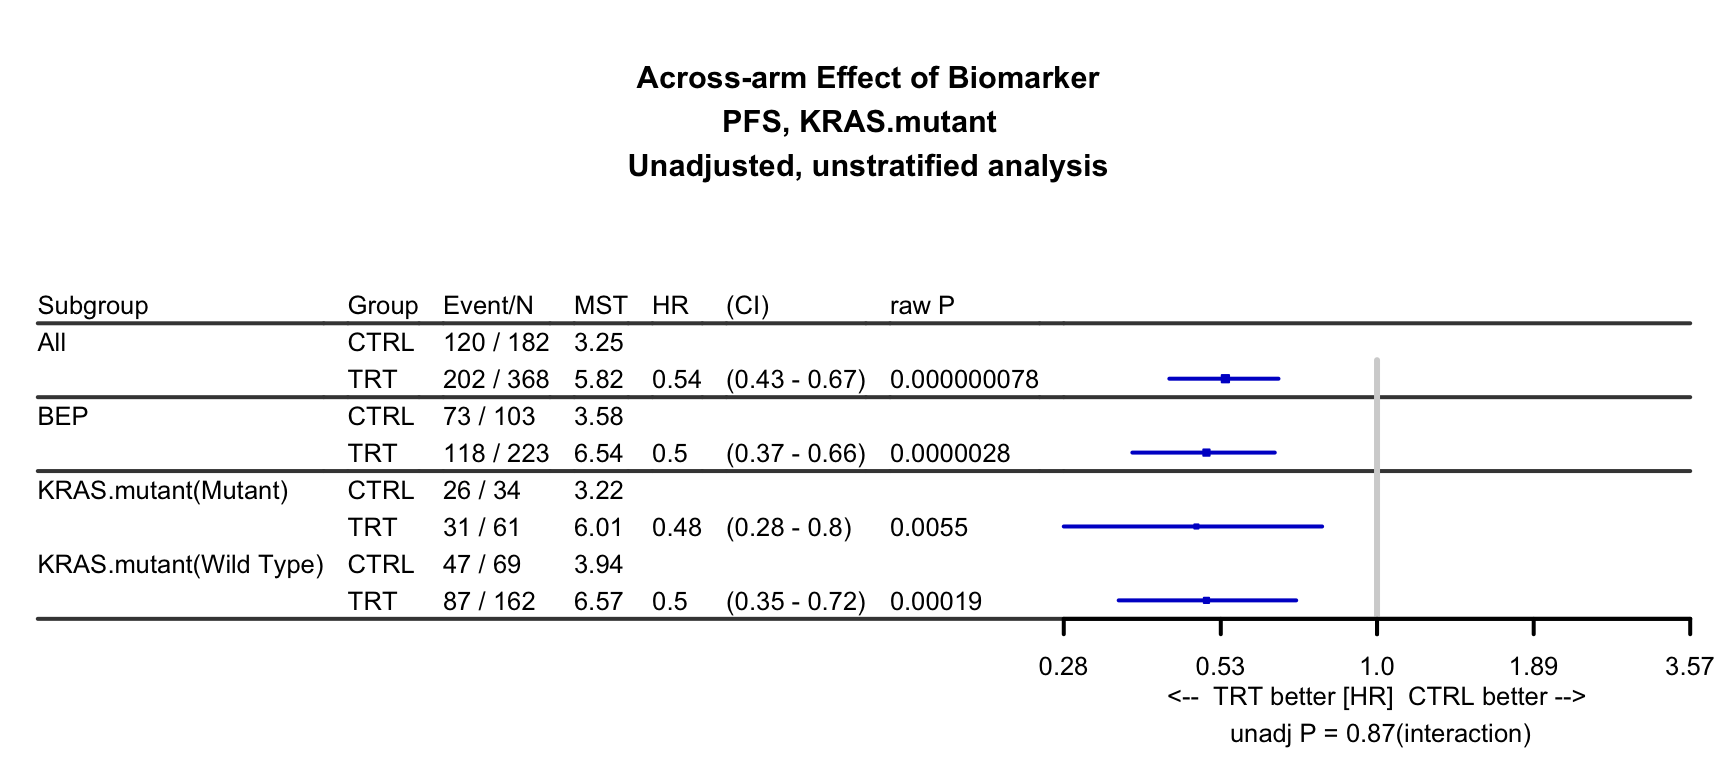 Across-arm Effect of Biomarker
PFS, KRAS.mutant
Unadjusted, unstratified analysis
Subgroup Group Event/N MST HR (CI) raw P
All CTRL 120 / 182 3.25
TRT 202 / 368 5.82 0.54 (0.43 - 0.67) 0.000000078
BEP CTRL 73 / 103 3.58
TRT 118 / 223 6.54 0.5 (0.37 - 0.66) 0.0000028
KRAS.mutant(Mutant) CTRL 26 / 34 3.22
TRT 31 / 61 6.01 0.48 (0.28 - 0.8) 0.0055
KRAS.mutant(Wild Type) CTRL 47 / 69 3.94
TRT 87 / 162 6.57 0.5 (0.35 - 0.72) 0.00019
0.28 0.53 1.0 1.89 3.57
<-- TRT better [HR] CTRL better -->
unadj P = 0.87(interaction)